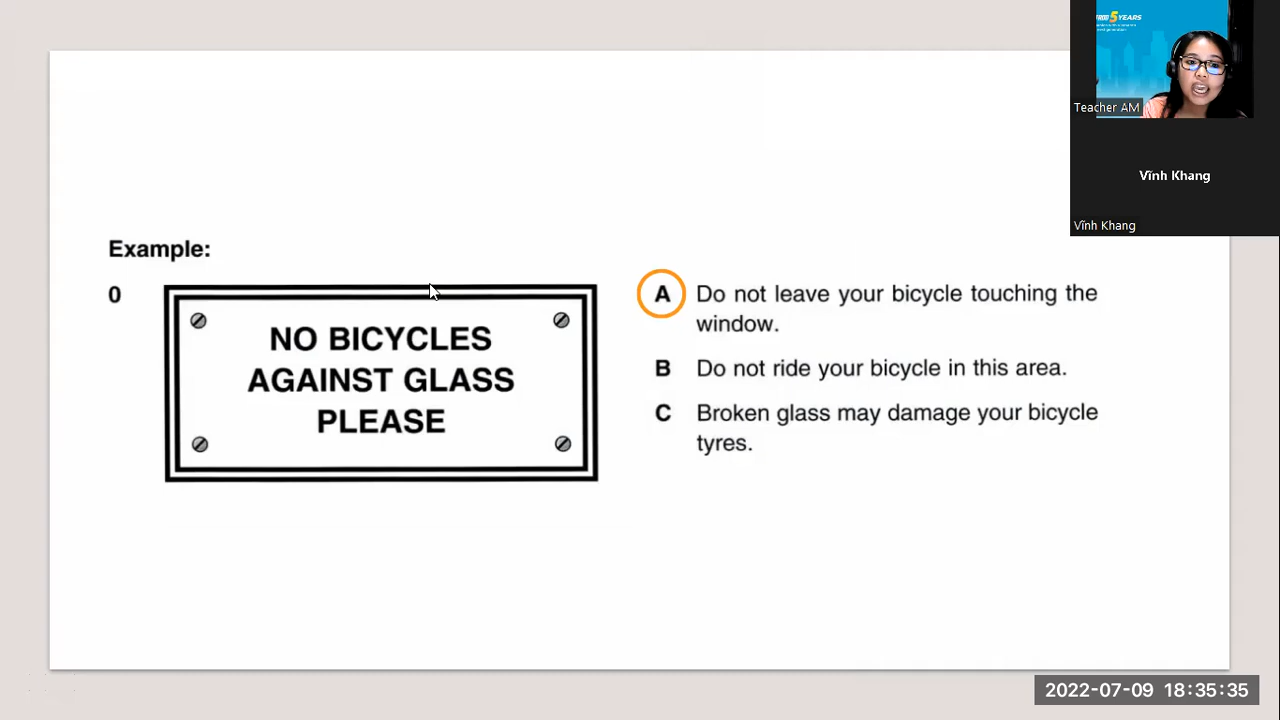 5 YEARS
Teacher AM
Vĩnh Khang
Vĩnh Khang
Example:
0
NO BICYCLES
AGAINST GLASS
PLEASE
A Do not leave your bicycle touching the
window.
B Do not ride your bicycle in this area.
C Broken glass may damage your bicycle
tyres.
2022-07-09 18:35:35